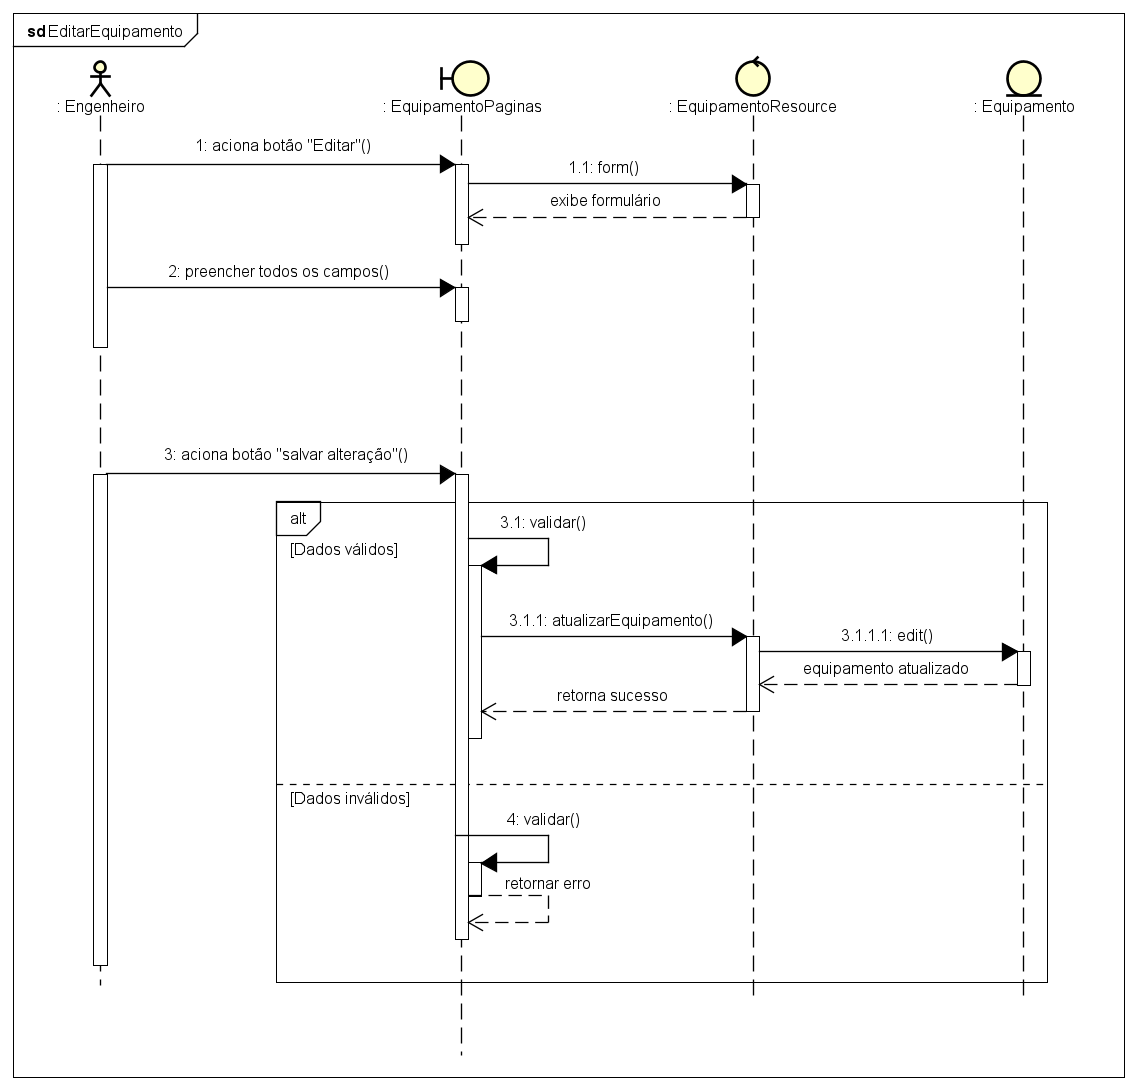 sd EditarEquipamento
: Engenheiro
: EquipamentoPaginas
: EquipamentoResource
: Equipamento
1: aciona botão "Editar"()
1.1: form()
exibe formulário
2: preencher todos os campos()
3: aciona botão "salvar alteração"()
alt
3.1: validar()
[Dados válidos]
3.1.1: atualizarEquipamento()
3.1.1.1: edit()
equipamento atualizado
retorna sucesso
[Dados inválidos]
4: validar()
retornar erro